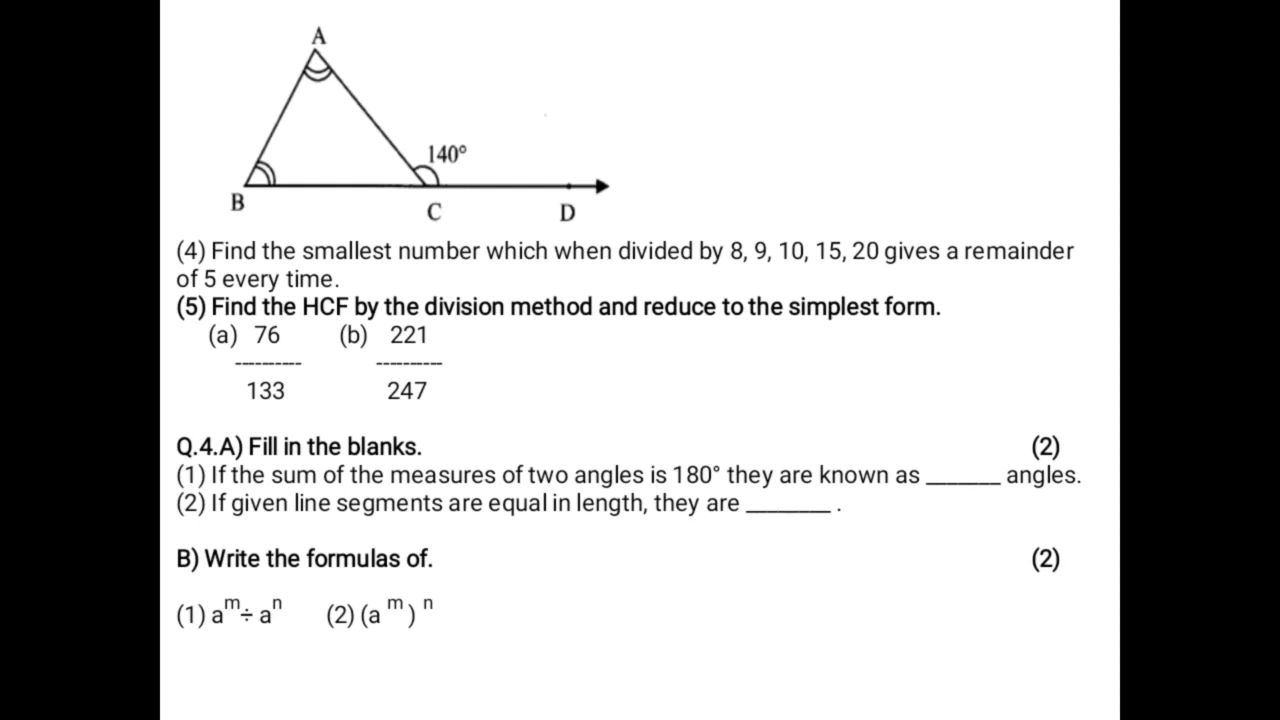 A
140°
B
C
D
(4) Find the smallest number which when divided by 8, 9, 10, 15, 20 gives a remainder
of 5 every time.
(5) Find the HCF by the division method and reduce to the simplest form.
(a) 76 (b) 221
---------- ----------
133 247
Q.4.A) Fill in the blanks. (2)
(1) If the sum of the measures of two angles is 180° they are known as ______ angles.
(2) If given line segments are equal in length, they are _______ .
B) Write the formulas of. (2)
(1) a^m ÷ a^n (2) (a^m)^n